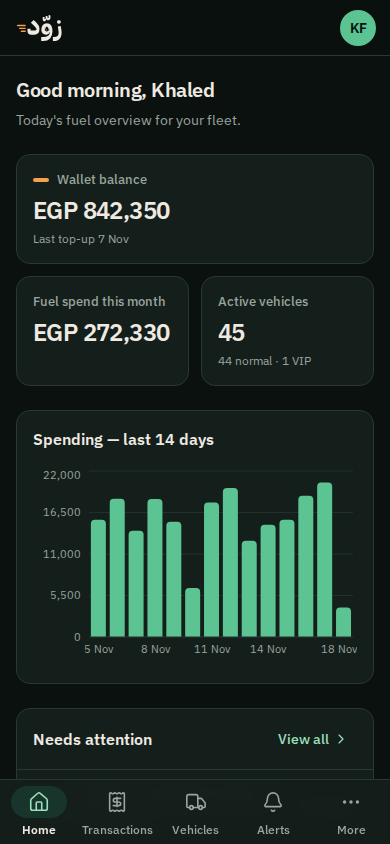 زوّد
KF
Good morning, Khaled
Today's fuel overview for your fleet.
Wallet balance
EGP 842,350
Last top-up 7 Nov
Fuel spend this month
EGP 272,330
Active vehicles
45
44 normal · 1 VIP
Spending — last 14 days
22,000
16,500
11,000
5,500
0
5 Nov
8 Nov
11 Nov
14 Nov
18 Nov
Needs attention
View all
Home
Transactions
Vehicles
Alerts
More